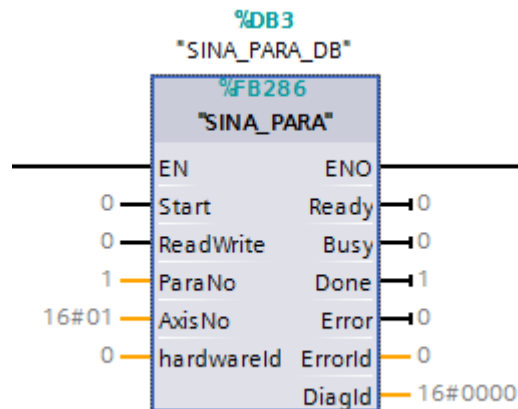 %DB3
"SINA_PARA_DB"
%FB286
"SINA_PARA"
EN ENO
0 Start Ready 0
0 ReadWrite Busy 0
1 ParaNo Done 1
16#01 AxisNo Error 0
0 hardwareId ErrorId 0
DiagId 16#0000